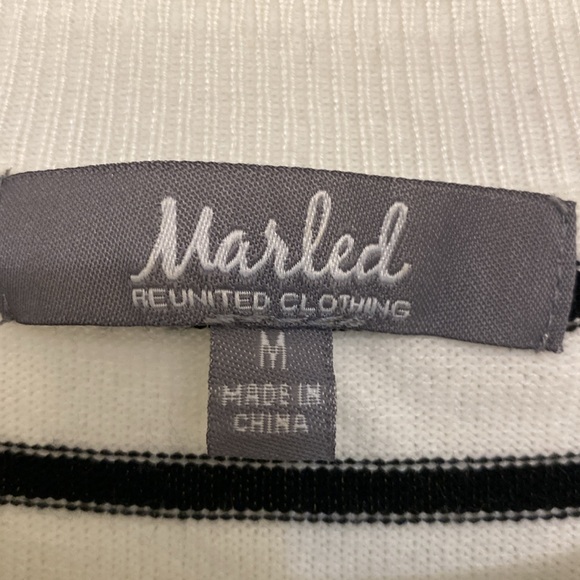 Marled
REUNITED CLOTHING
M
MADE IN
CHINA